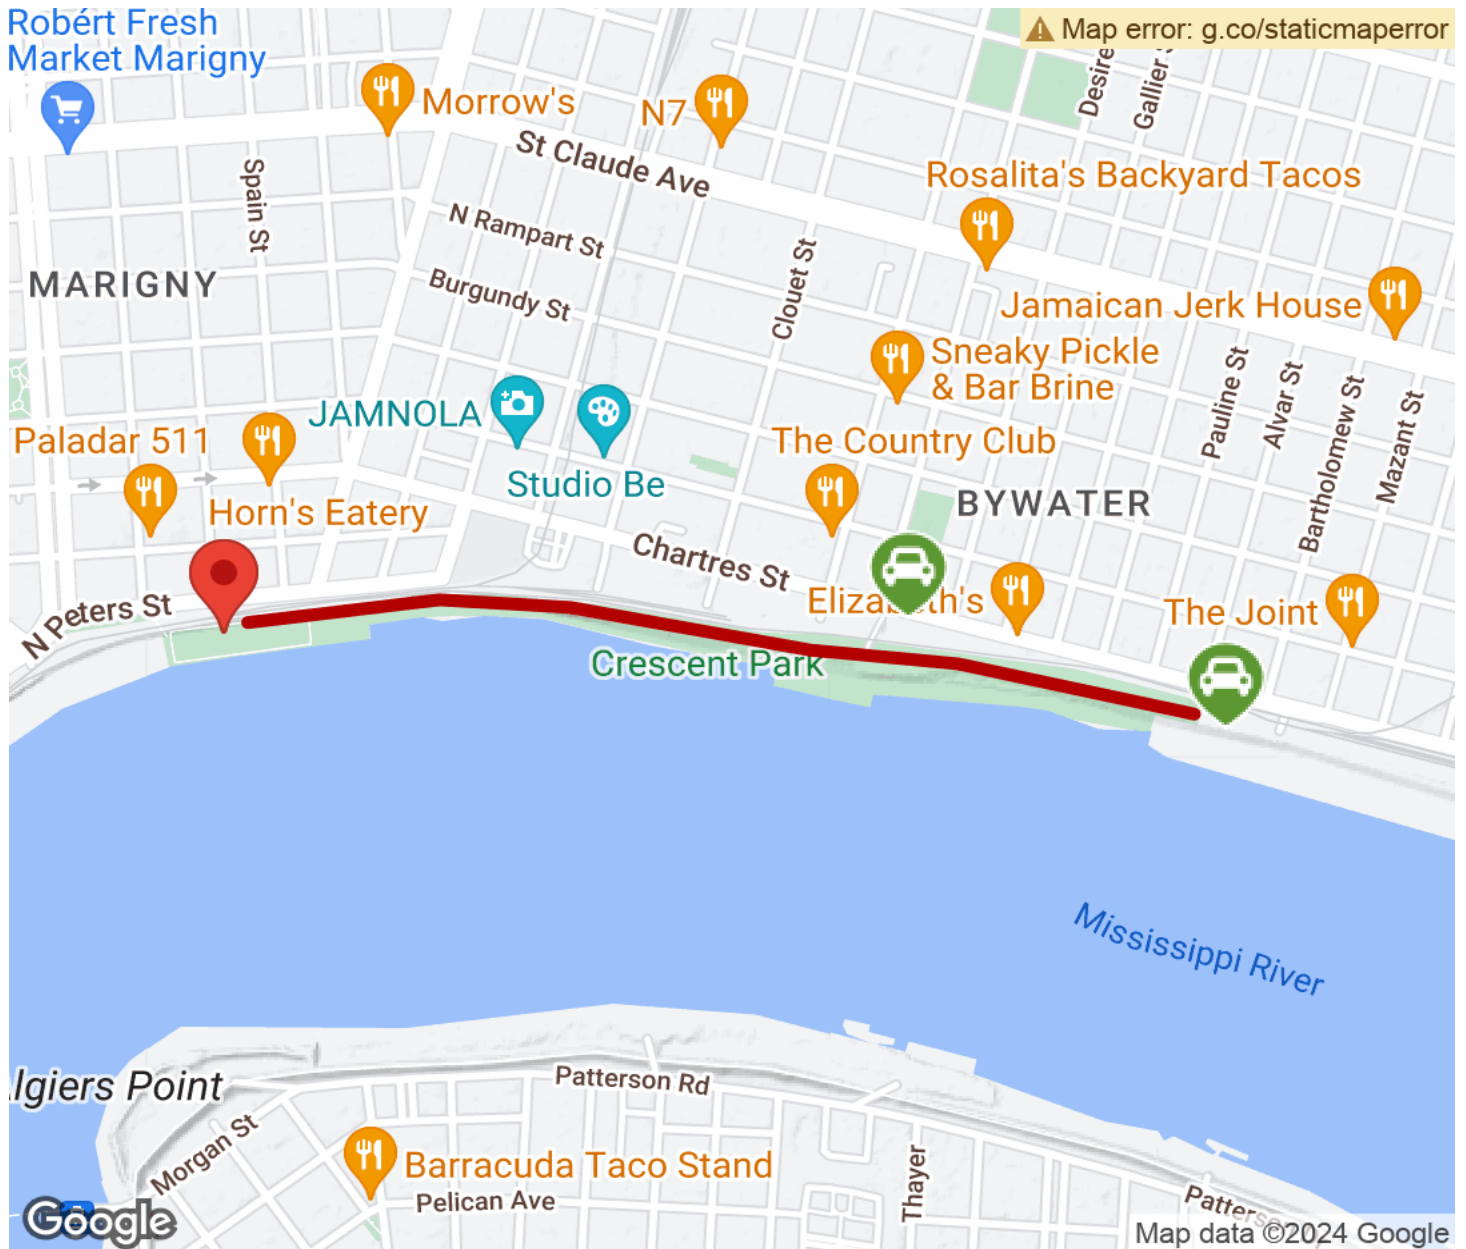 Robért Fresh
Market Marigny
Map error: g.co/staticmaperror
Morrow's
N7
Desire
Gallier
St Claude Ave
Spain St
Rosalita's Backyard Tacos
N Rampart St
Clouet St
MARIGNY
Burgundy St
Jamaican Jerk House
Sneaky Pickle
& Bar Brine
Pauline St
Alvar St
Bartholomew St
Mazant St
JAMNOLA
Paladar 511
The Country Club
Studio Be
BYWATER
Horn's Eatery
Chartres St
N Peters St
Elizabeth's
The Joint
Crescent Park
Mississippi River
lgiers Point
Patterson Rd
Morgan St
Barracuda Taco Stand
Pelican Ave
Thayer
Patters
Google
Map data ©2024 Google